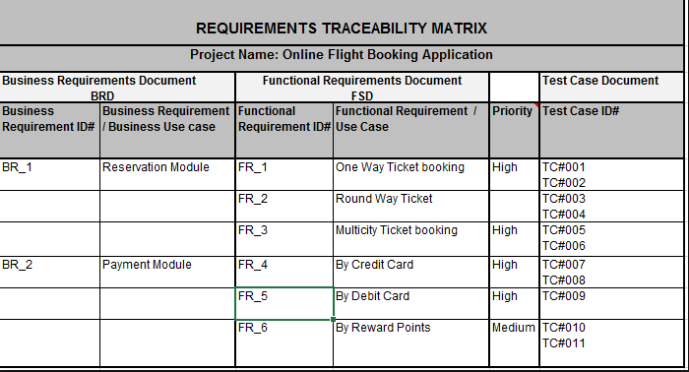 REQUIREMENTS TRACEABILITY MATRIX
Project Name: Online Flight Booking Application
Business Requirements Document BRD Functional Requirements Document FSD Test Case Document
Business Requirement ID# Business Requirement / Business Use case Functional Requirement ID# Functional Requirement / Use Case Priority Test Case ID#
BR_1 Reservation Module FR_1 One Way Ticket booking High TC#001
TC#002
FR_2 Round Way Ticket TC#003
TC#004
FR_3 Multicity Ticket booking High TC#005
TC#006
BR_2 Payment Module FR_4 By Credit Card High TC#007
TC#008
FR_5 By Debit Card High TC#009
FR_6 By Reward Points Medium TC#010
TC#011